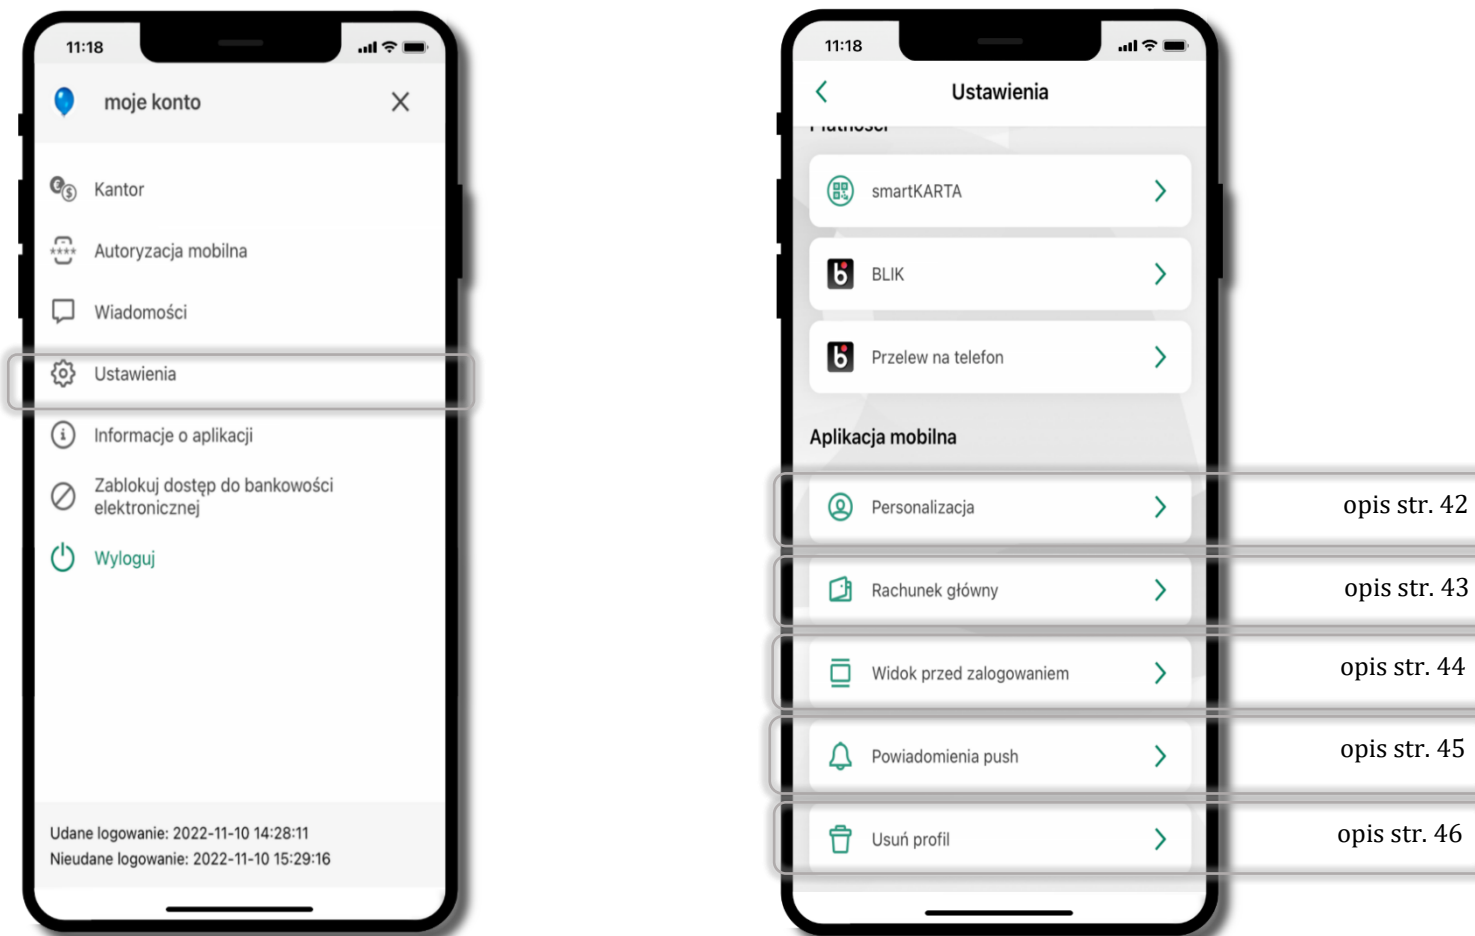 11:18
moje konto
Kantor
Autoryzacja mobilna
Wiadomości
Ustawienia
Informacje o aplikacji
Zablokuj dostęp do bankowości
elektronicznej
Wyloguj
Udane logowanie: 2022-11-10 14:28:11
Nieudane logowanie: 2022-11-10 15:29:16
11:18
Ustawienia
Płatności
smartKARTA
BLIK
Przelew na telefon
Aplikacja mobilna
Personalizacja
opis str. 42
Rachunek główny
opis str. 43
Widok przed zalogowaniem
opis str. 44
Powiadomienia push
opis str. 45
Usuń profil
opis str. 46